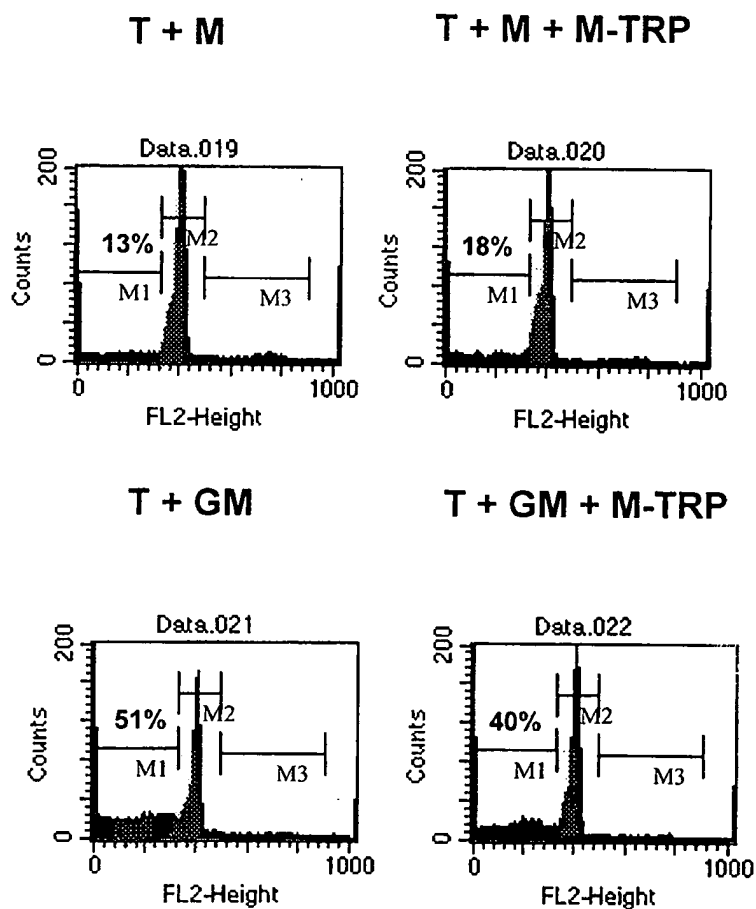 T + M
T + M + M-TRP
Data.019
200
13%
M2
M1
M3
Counts
0
0
1000
FL2-Height
Data.020
200
18%
M2
M1
M3
Counts
0
0
1000
FL2-Height
T + GM
T + GM + M-TRP
Data.021
200
51%
M2
M1
M3
Counts
0
0
1000
FL2-Height
Data.022
200
40%
M2
M1
M3
Counts
0
0
1000
FL2-Height